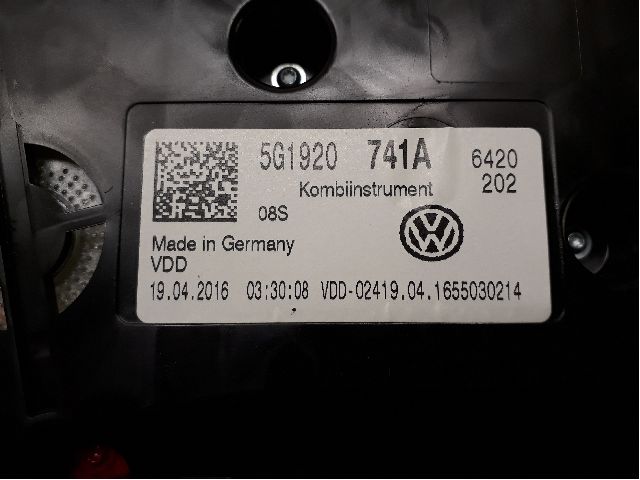 5G1920 741A 6420
Kombiinstrument 202
08S
Made in Germany
VDD
19.04.2016 03:30:08 VDD-02419.04.1655030214